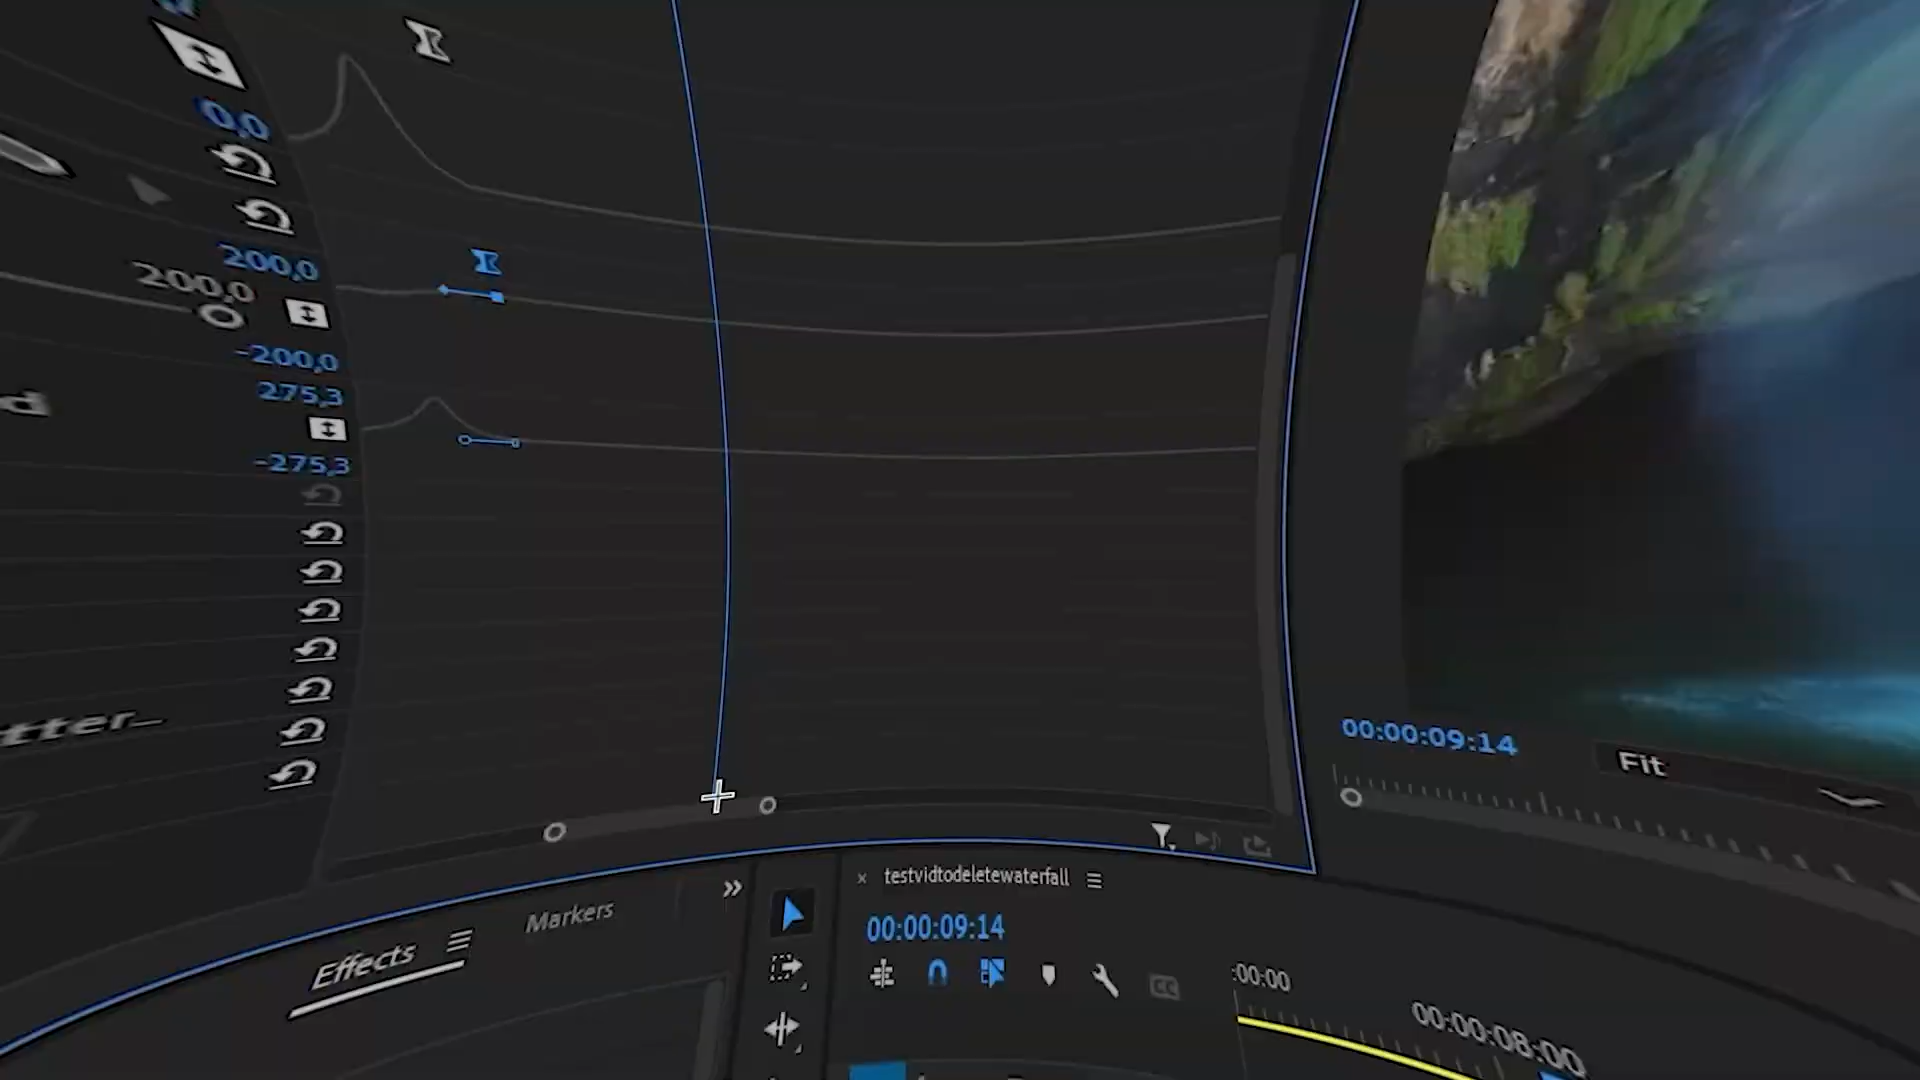 0,0
200,0
200,0
-200,0
275,3
d
-275,3
tter...
00:00:09:14
Fit
testvidtodeletewaterfall
Markers
Effects
00:00:09:14
CC
:00:00
00:00:08:00